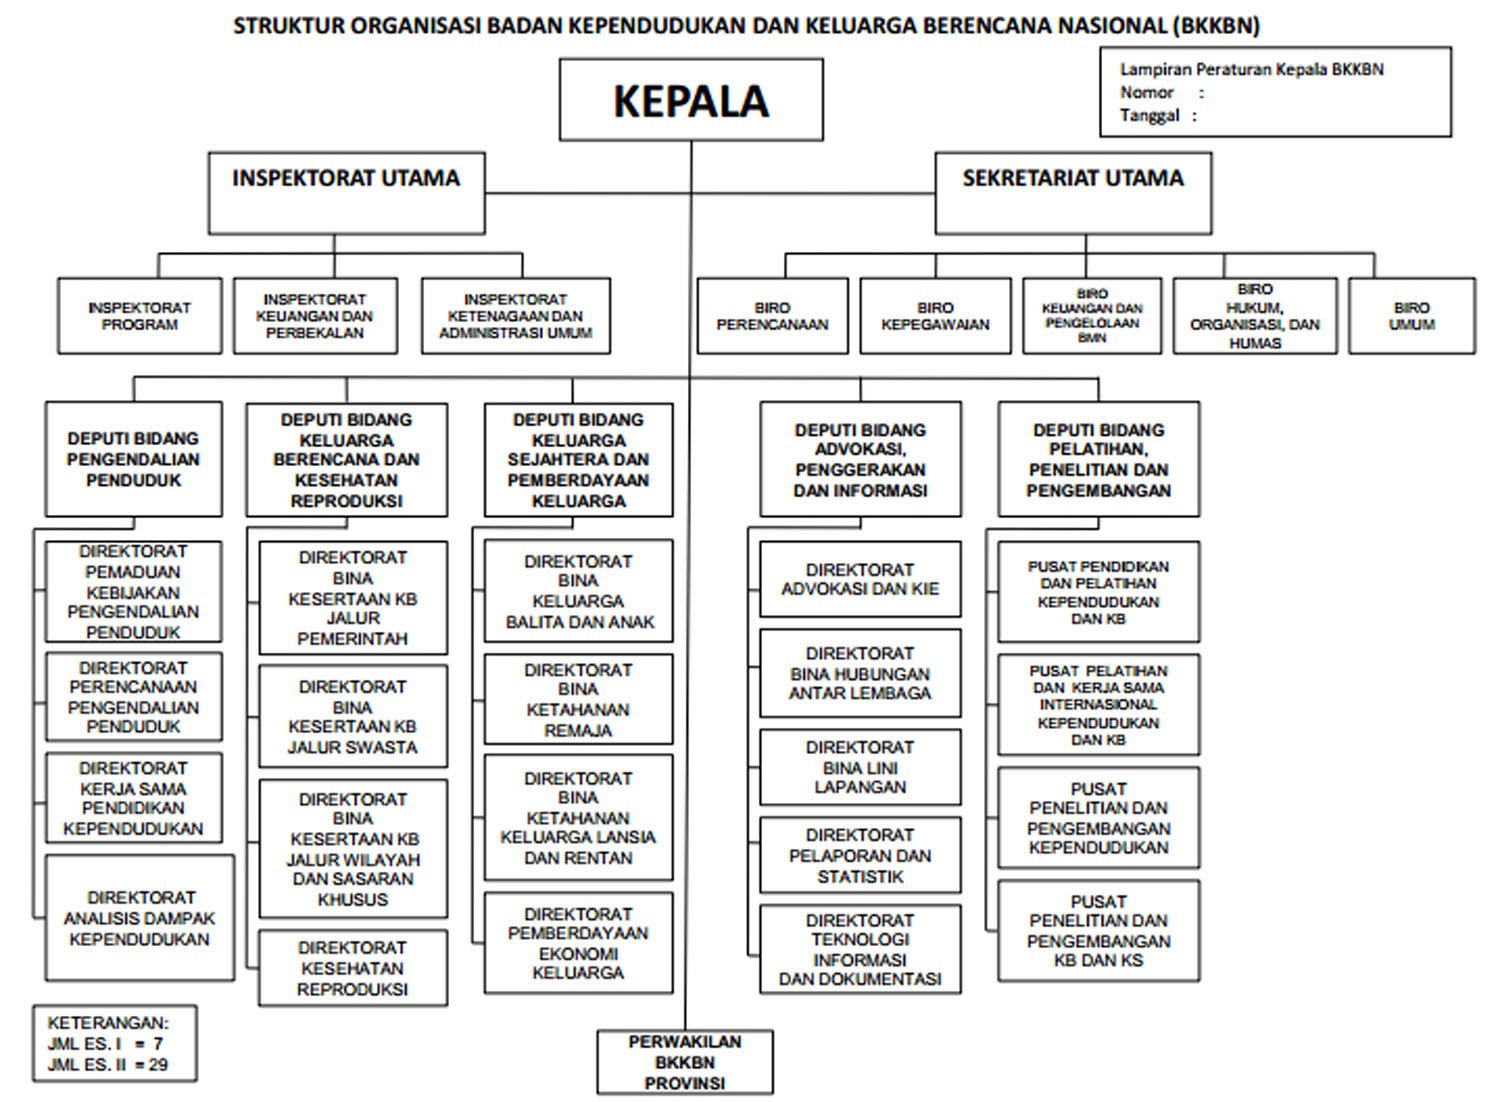 STRUKTUR ORGANISASI BADAN KEPENDUDUKAN DAN KELUARGA BERENCANA NASIONAL (BKKBN)
Lampiran Peraturan Kepala BKKBN
Nomor :
Tanggal :
KEPALA
INSPEKTORAT UTAMA
SEKRETARIAT UTAMA
INSPEKTORAT
PROGRAM
INSPEKTORAT
KEUANGAN DAN
PERBEKALAN
INSPEKTORAT
KETENAGAAN DAN
ADMINISTRASI UMUM
BIRO
PERENCANAAN
BIRO
KEPEGAWAIAN
BIRO
KEUANGAN DAN
PENGELOLAAN
BMN
BIRO
HUKUM,
ORGANISASI, DAN
HUMAS
BIRO
UMUM
DEPUTI BIDANG
PENGENDALIAN
PENDUDUK
DIREKTORAT
PEMADUAN
KEBIJAKAN
PENGENDALIAN
PENDUDUK
DIREKTORAT
PERENCANAAN
PENGENDALIAN
PENDUDUK
DIREKTORAT
KERJA SAMA
PENDIDIKAN
KEPENDUDUKAN
DIREKTORAT
ANALISIS DAMPAK
KEPENDUDUKAN
DEPUTI BIDANG
KELUARGA
BERENCANA DAN
KESEHATAN
REPRODUKSI
DIREKTORAT
BINA
KESERTAAN KB
JALUR
PEMERINTAH
DIREKTORAT
BINA
KESERTAAN KB
JALUR SWASTA
DIREKTORAT
BINA
KESERTAAN KB
JALUR WILAYAH
DAN SASARAN
KHUSUS
DIREKTORAT
KESEHATAN
REPRODUKSI
DEPUTI BIDANG
KELUARGA
SEJAHTERA DAN
PEMBERDAYAAN
KELUARGA
DIREKTORAT
BINA
KELUARGA
BALITA DAN ANAK
DIREKTORAT
BINA
KETAHANAN
REMAJA
DIREKTORAT
BINA
KETAHANAN
KELUARGA LANSIA
DAN RENTAN
DIREKTORAT
PEMBERDAYAAN
EKONOMI
KELUARGA
DEPUTI BIDANG
ADVOKASI,
PENGGERAKAN
DAN INFORMASI
DIREKTORAT
ADVOKASI DAN KIE
DIREKTORAT
BINA HUBUNGAN
ANTAR LEMBAGA
DIREKTORAT
BINA LINI
LAPANGAN
DIREKTORAT
PELAPORAN DAN
STATISTIK
DIREKTORAT
TEKNOLOGI
INFORMASI
DAN DOKUMENTASI
DEPUTI BIDANG
PELATIHAN,
PENELITIAN DAN
PENGEMBANGAN
PUSAT PENDIDIKAN
DAN PELATIHAN
KEPENDUDUKAN
DAN KB
PUSAT PELATIHAN
DAN KERJA SAMA
INTERNASIONAL
KEPENDUDUKAN
DAN KB
PUSAT
PENELITIAN DAN
PENGEMBANGAN
KEPENDUDUKAN
PUSAT
PENELITIAN DAN
PENGEMBANGAN
KB DAN KS
KETERANGAN:
JML ES. I = 7
JML ES. II = 29
PERWAKILAN
BKKBN
PROVINSI